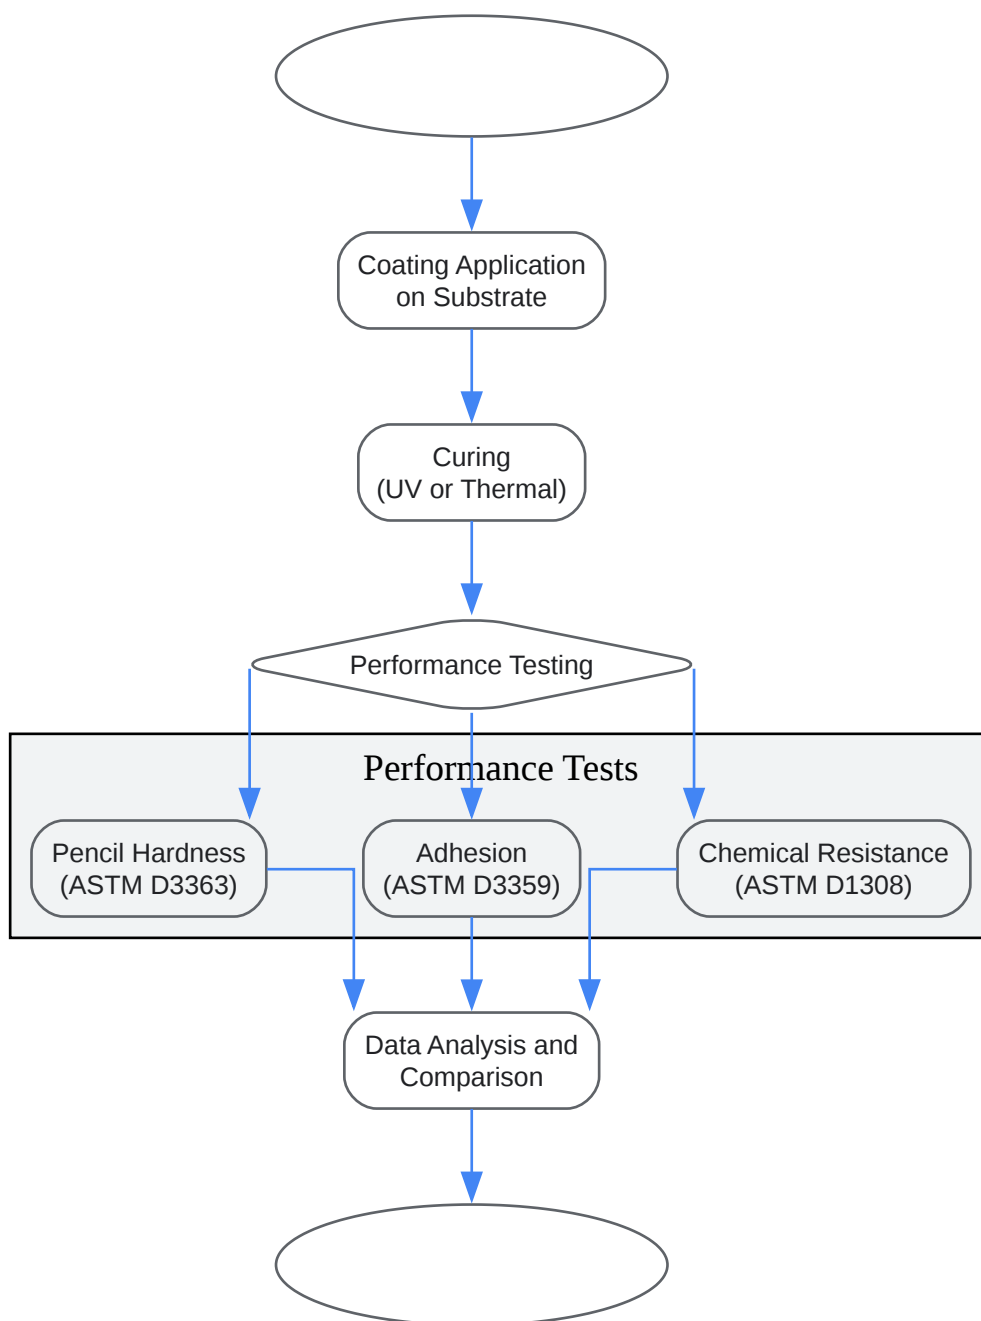 Coating Application
on Substrate
Curing
(UV or Thermal)
Performance Testing
Performance Tests
Pencil Hardness
(ASTM D3363)
Adhesion
(ASTM D3359)
Chemical Resistance
(ASTM D1308)
Data Analysis and
Comparison